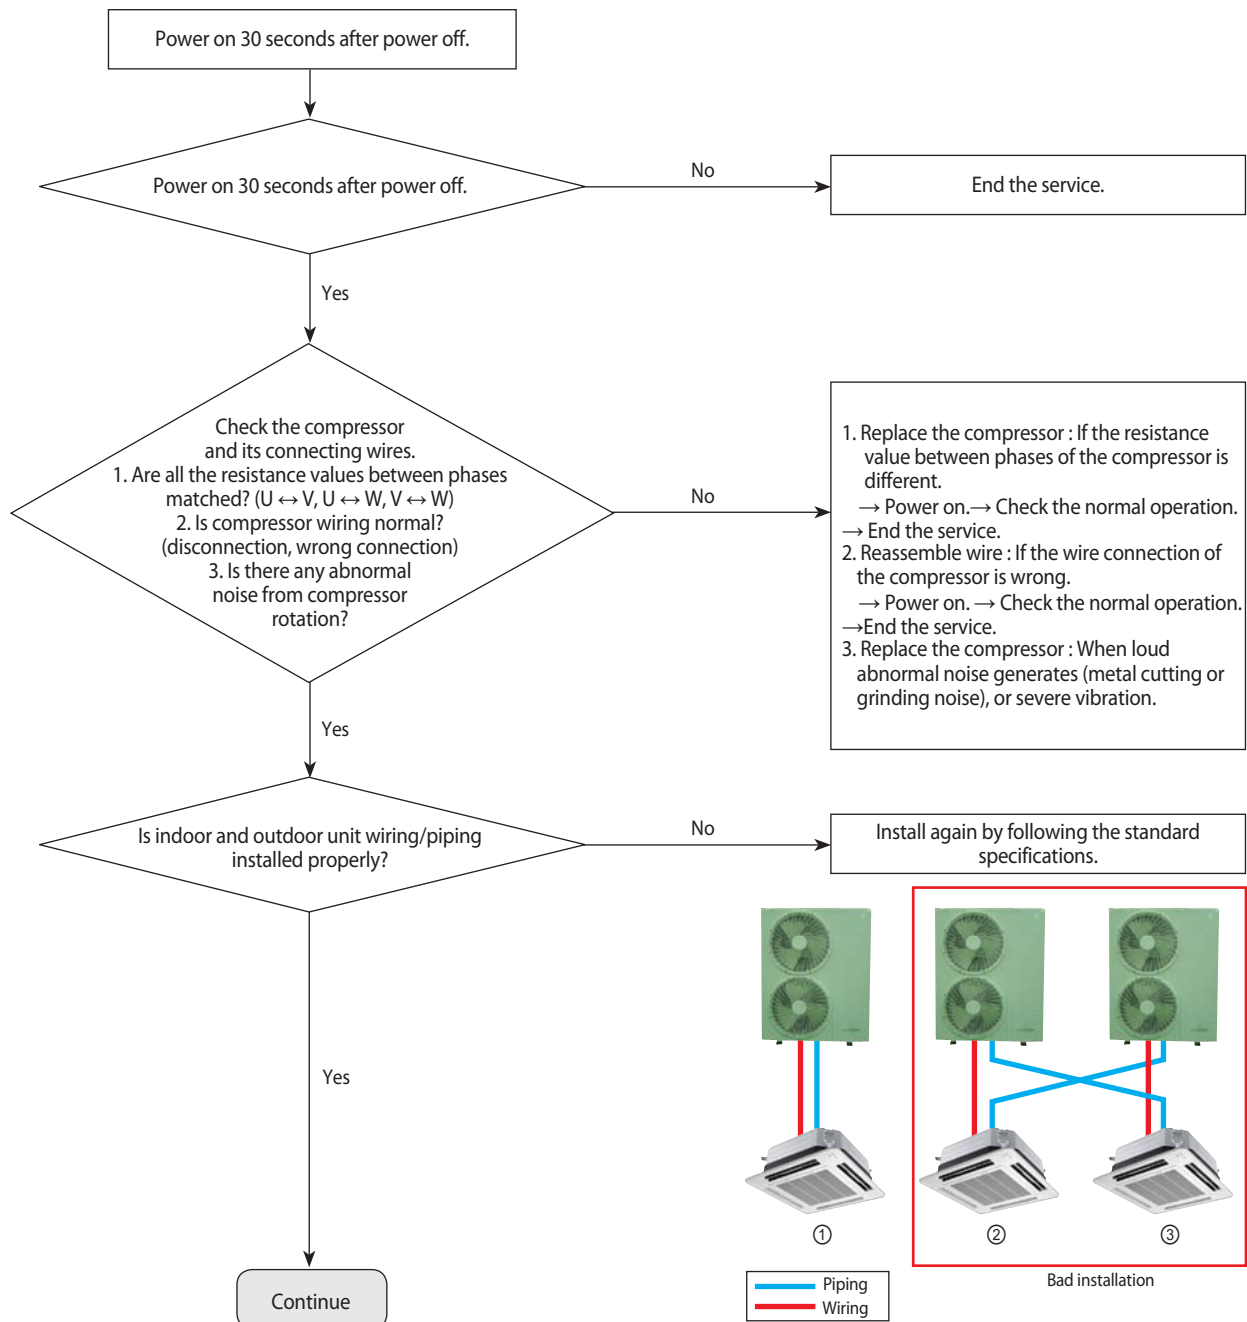 Power on 30 seconds after power off.
Power on 30 seconds after power off.
No
End the service.
Yes
Check the compressor
and its connecting wires.
1. Are all the resistance values between phases
matched? (U ↔ V, U ↔ W, V ↔ W)
2. Is compressor wiring normal?
(disconnection, wrong connection)
3. Is there any abnormal
noise from compressor
rotation?
No
1. Replace the compressor : If the resistance
value between phases of the compressor is
different.
→ Power on.→ Check the normal operation.
→ End the service.
2. Reassemble wire : If the wire connection of
the compressor is wrong.
→ Power on. → Check the normal operation.
→End the service.
3. Replace the compressor : When loud
abnormal noise generates (metal cutting or
grinding noise), or severe vibration.
Yes
Is indoor and outdoor unit wiring/piping
installed properly?
No
Install again by following the standard
specifications.
Yes
① ② ③
Bad installation
Piping
Wiring
Continue